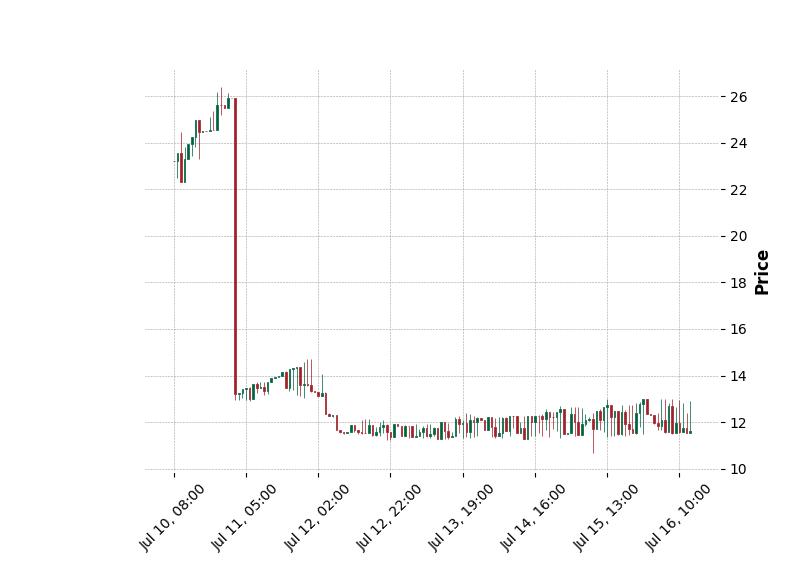 26
24
22
20
18
16
14
12
10
Price
Jul 10, 08:00
Jul 11, 05:00
Jul 12, 02:00
Jul 12, 22:00
Jul 13, 19:00
Jul 14, 16:00
Jul 15, 13:00
Jul 16, 10:00